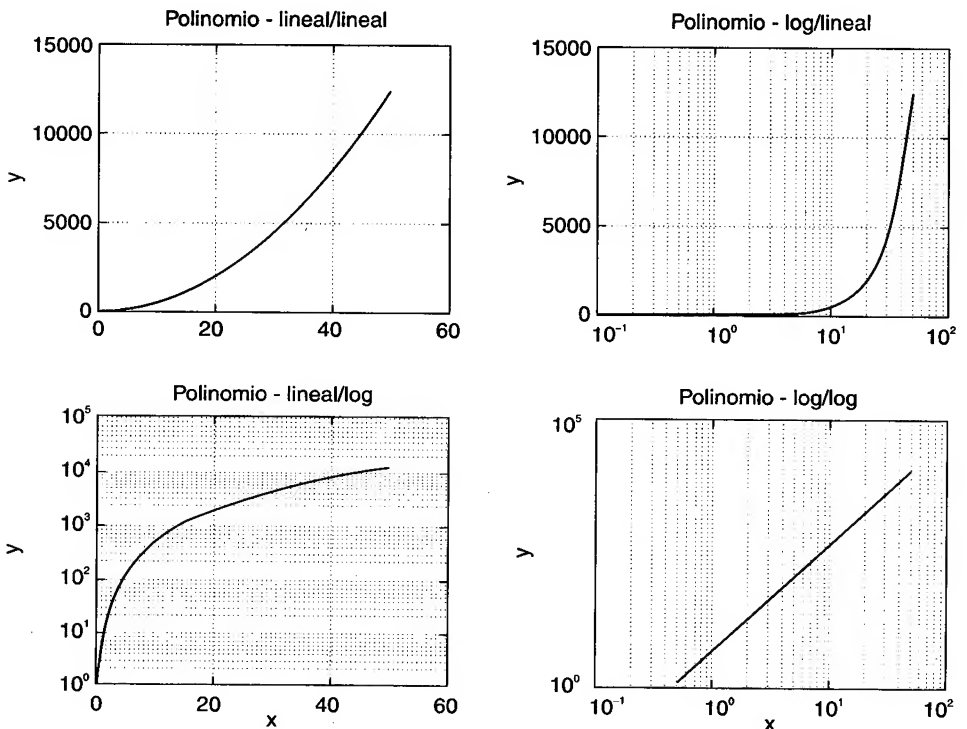 Polinomio - lineal/lineal
15000
10000
5000
0
y
0 20 40 60
Polinomio - log/lineal
15000
10000
5000
0
y
10⁻¹ 10⁰ 10¹ 10²
Polinomio - lineal/log
10⁵
10⁴
10³
10²
10¹
10⁰
y
0 20 40 60
x
Polinomio - log/log
10⁵
10⁰
y
10⁻¹ 10⁰ 10¹ 10²
x